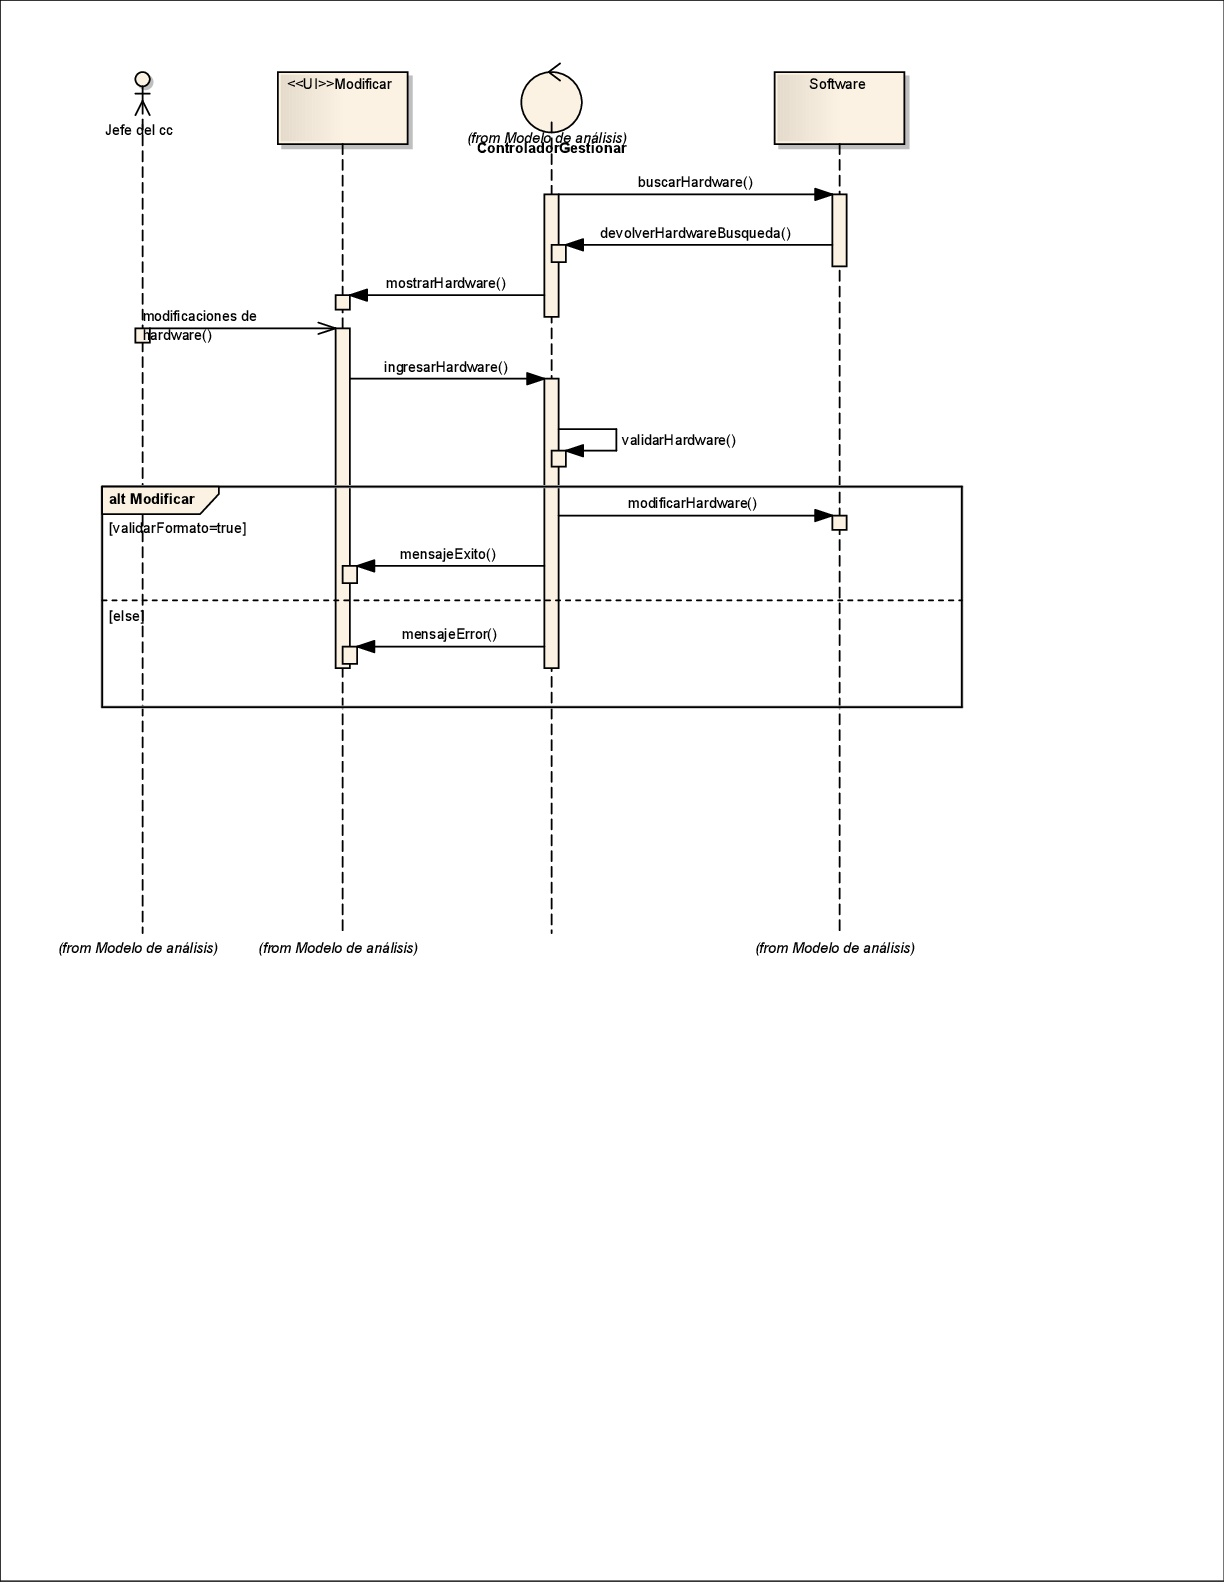 <<UI>>Modificar
Software
Jefe del cc
(from Modelo de análisis)
ControladorGestionar
buscarHardware()
devolverHardwareBusqueda()
mostrarHardware()
modificaciones de
hardware()
ingresarHardware()
validarHardware()
alt Modificar
modificarHardware()
[validarFormato=true]
mensajeExito()
[else]
mensajeError()
(from Modelo de análisis)
(from Modelo de análisis)
(from Modelo de análisis)